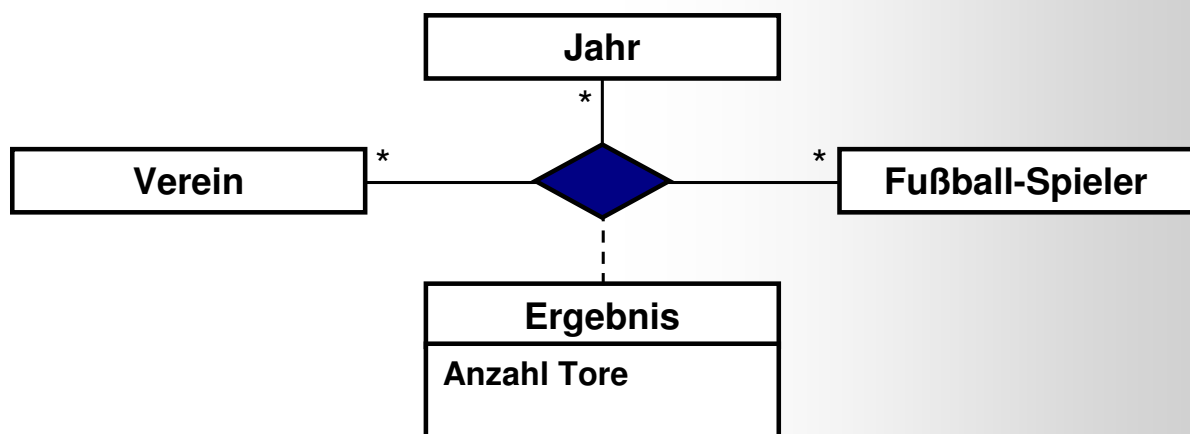 Jahr
*
Verein
*
*
Fußball-Spieler
Ergebnis
Anzahl Tore